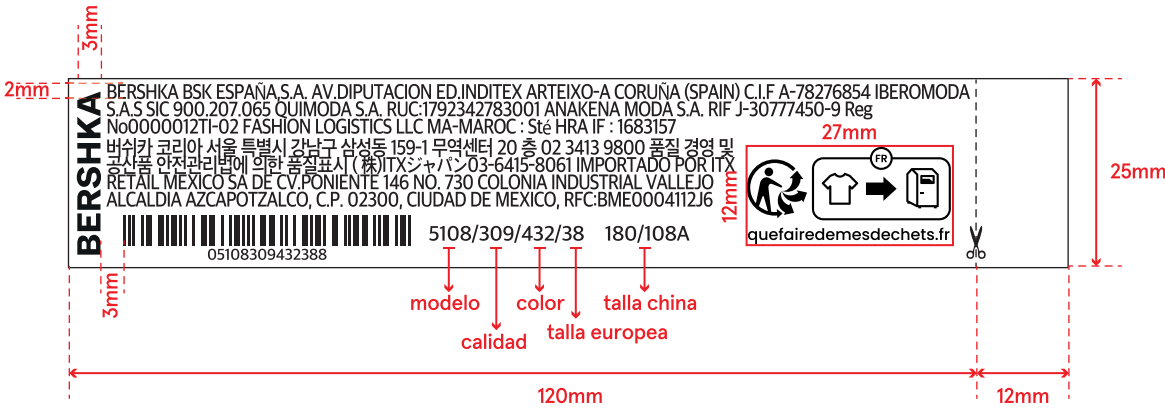 3mm
2mm
BERSHKA
BERSHKA BSK ESPAÑA,S.A. AV.DIPUTACION ED.INDITEX ARTEIXO-A CORUÑA (SPAIN) C.I.F A-78276854 IBEROMODA
S.A.S SIC 900.207.065 QUIMODA S.A. RUC:1792342783001 ANAKENA MODA S.A. RIF J-30777450-9 Reg
No0000012TI-02 FASHION LOGISTICS LLC MA-MAROC : Sté HRA IF : 1683157
버쉬카 코리아 서울 특별시 강남구 삼성동 159-1 무역센터 20 층 02 3413 9800 품질 경영 및
공산품 안전관리법에 의한 품질표시 (株)ITXジャパン03-6415-8061 IMPORTADO POR ITX
RETAIL MEXICO SA DE CV.PONIENTE 146 NO. 730 COLONIA INDUSTRIAL VALLEJO
ALCALDIA AZCAPOTZALCO, C.P. 02300, CIUDAD DE MEXICO, RFC:BME0004112J6
27mm
12mm
FR
quefairedemesdechets.fr
25mm
05108309432388
5108/309/432/38 180/108A
3mm
modelo
color
talla china
calidad
talla europea
120mm
12mm